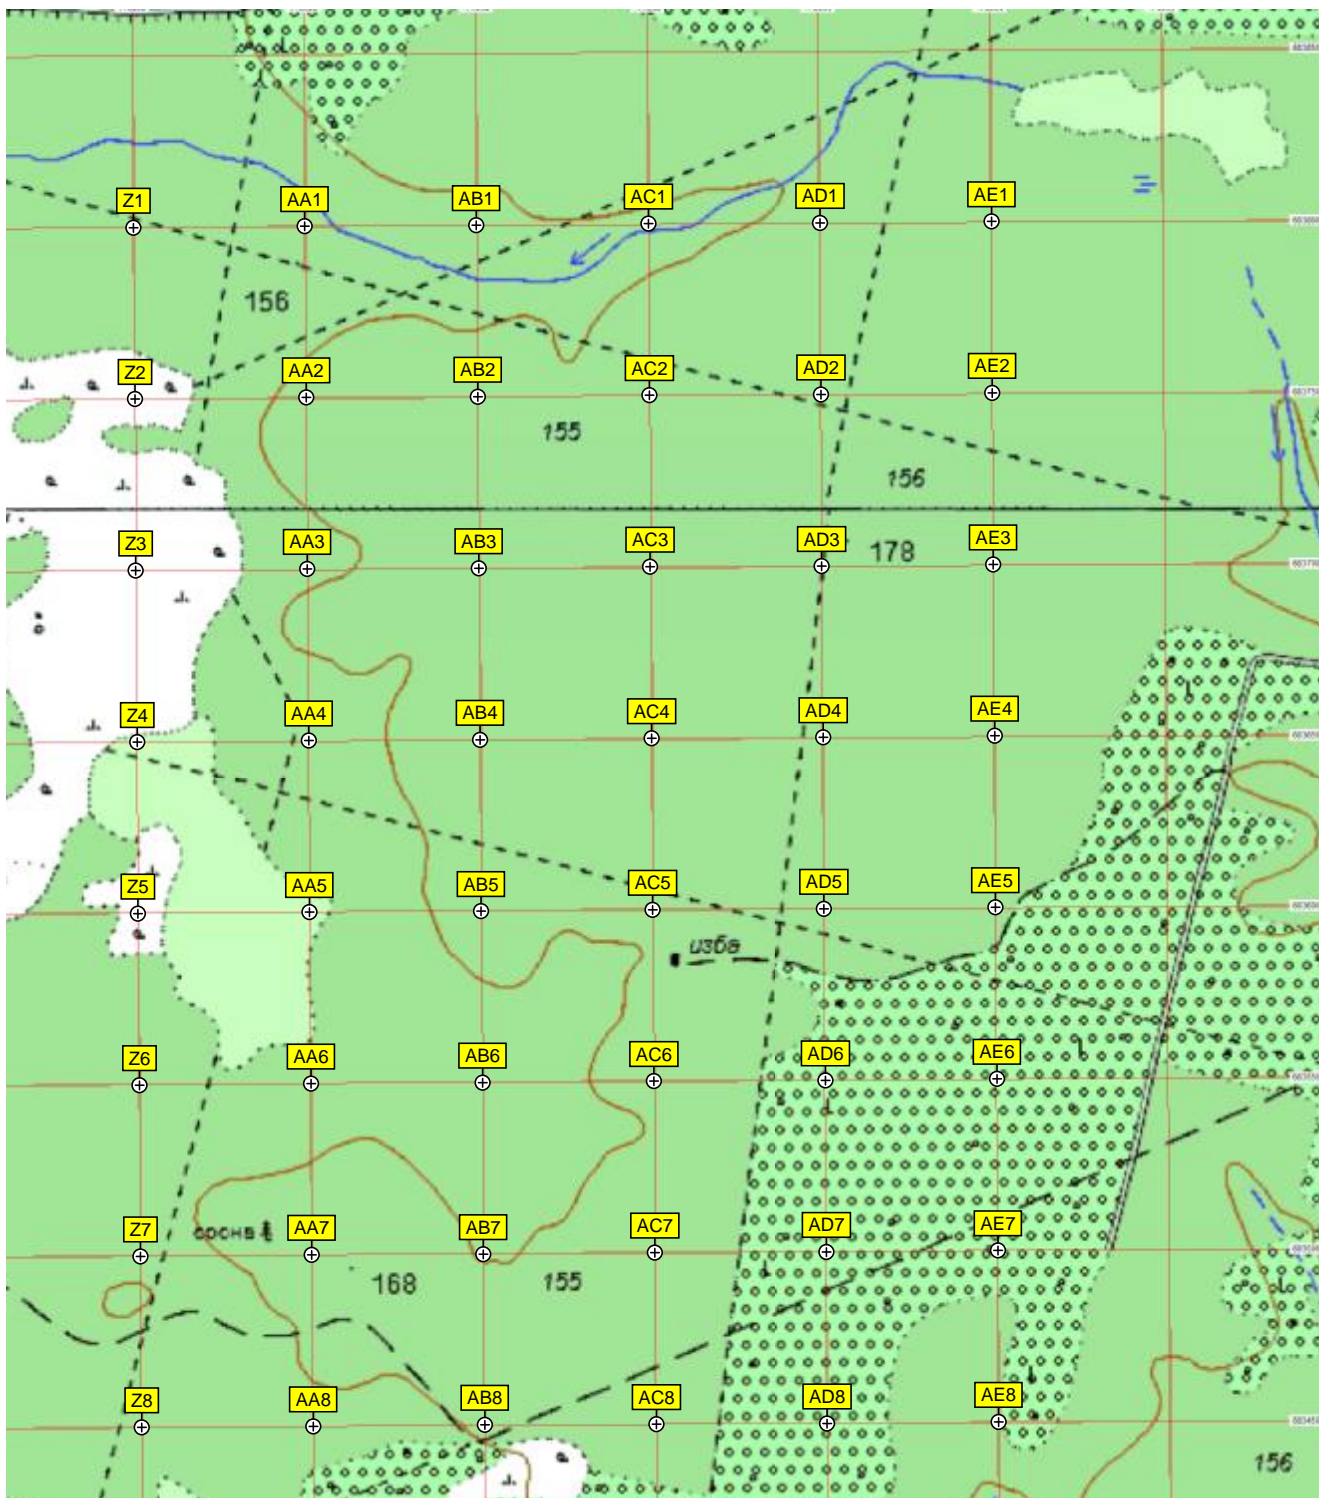 Z1 AA1 AB1 AC1 AD1 AE1
156
Z2 AA2 AB2 AC2 AD2 AE2
155
156
Z3 AA3 AB3 AC3 AD3 AE3
178
Z4 AA4 AB4 AC4 AD4 AE4
Z5 AA5 AB5 AC5 AD5 AE5
изба
Z6 AA6 AB6 AC6 AD6 AE6
Z7 AA7 AB7 AC7 AD7 AE7
сосна
168 155
Z8 AA8 AB8 AC8 AD8 AE8
156